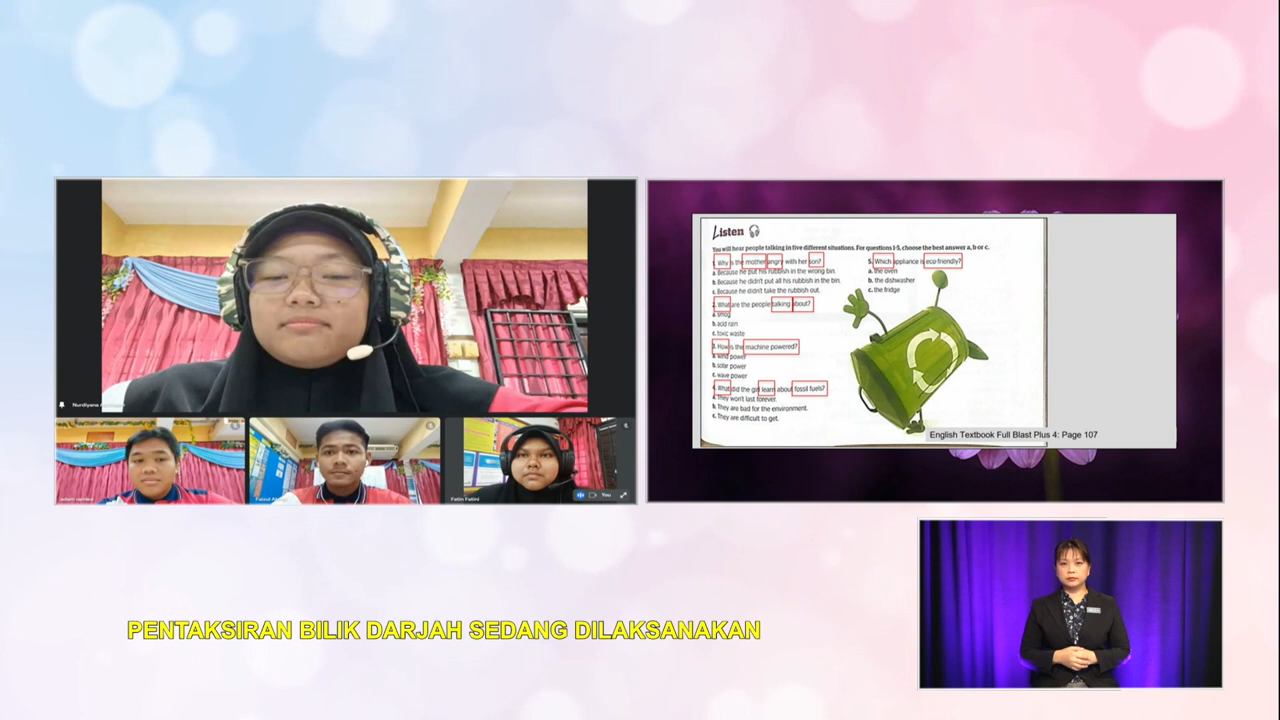 Listen
You will hear people talking in five different situations. For questions 1-5, choose the best answer a, b or c.
1. Why is the mother angry with her son?
a. Because he put his rubbish in the wrong bin.
b. Because he didn't put all his rubbish in the bin.
c. Because he didn't take the rubbish out.
2. What are the people talking about?
a. smog
b. acid rain
c. toxic waste
3. How is the machine powered?
a. wind power
b. solar power
c. wave power
4. What did the girl learn about fossil fuels?
a. They won't last forever.
b. They are bad for the environment.
c. They are difficult to get.
5. Which appliance is eco-friendly?
a. the oven
b. the dishwasher
c. the fridge
English Textbook Full Blast Plus 4: Page 107
Nurdiyana
Faizul
Fatin Fatini
You
PENTAKSIRAN BILIK DARJAH SEDANG DILAKSANAKAN